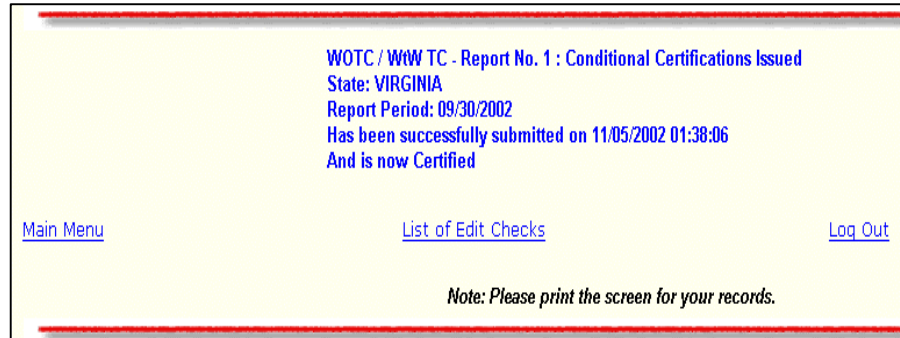 WOTC / WtW TC - Report No. 1 : Conditional Certifications Issued
State: VIRGINIA
Report Period: 09/30/2002
Has been successfully submitted on 11/05/2002 01:38:06
And is now Certified
Main Menu List of Edit Checks Log Out
Note: Please print the screen for your records.